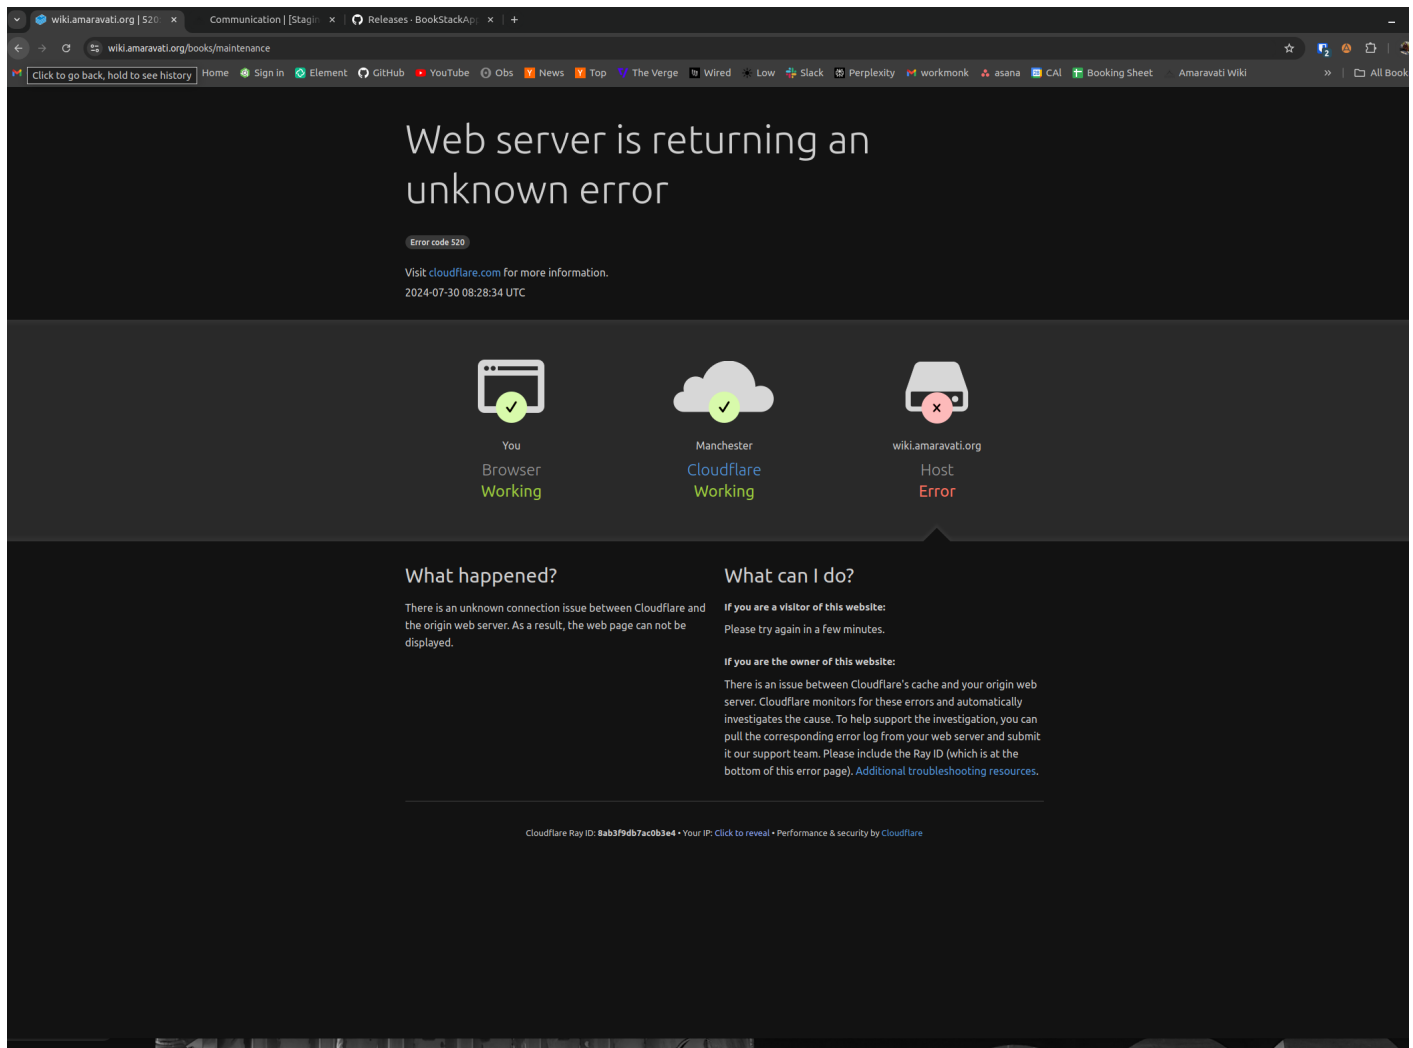 wiki.amaravati.org | 520:
Communication | [Stagin
Releases · BookStackAp
wiki.amaravati.org/books/maintenance
Click to go back, hold to see history
Home
Sign in
Element
GitHub
YouTube
Obs
News
Top
The Verge
Wired
Low
Slack
Perplexity
workmonk
asana
CAl
Booking Sheet
Amaravati Wiki
»
All Book
Web server is returning an
unknown error
Error code 520
Visit cloudflare.com for more information.
2024-07-30 08:28:34 UTC
You
Browser
Working
Manchester
Cloudflare
Working
wiki.amaravati.org
Host
Error
What happened?
There is an unknown connection issue between Cloudflare and
the origin web server. As a result, the web page can not be
displayed.
What can I do?
If you are a visitor of this website:
Please try again in a few minutes.
If you are the owner of this website:
There is an issue between Cloudflare's cache and your origin web
server. Cloudflare monitors for these errors and automatically
investigates the cause. To help support the investigation, you can
pull the corresponding error log from your web server and submit
it our support team. Please include the Ray ID (which is at the
bottom of this error page). Additional troubleshooting resources.
Cloudflare Ray ID: 8ab3f9db7ac0b3e4 • Your IP: Click to reveal • Performance & security by Cloudflare